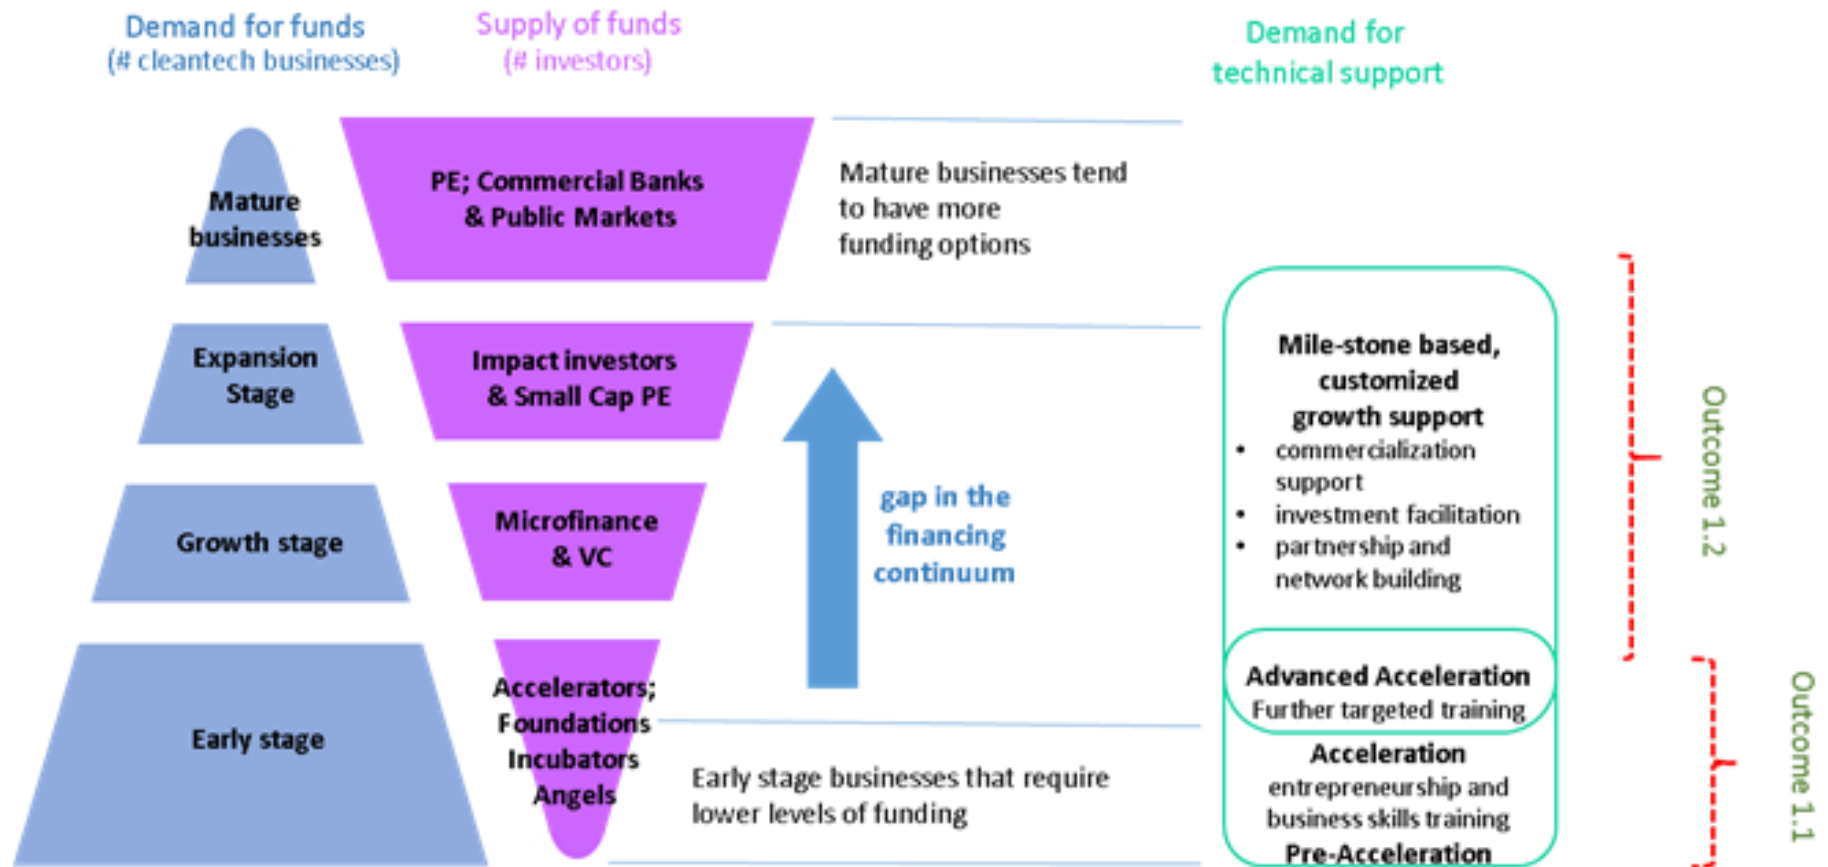 Demand for funds
(# cleantech businesses)
Supply of funds
(# investors)
Demand for
technical support
Mature
businesses
PE; Commercial Banks
& Public Markets
Mature businesses tend
to have more
funding options
Expansion
Stage
Impact investors
& Small Cap PE
Growth stage
Microfinance
& VC
gap in the
financing
continuum
Early stage
Accelerators;
Foundations
Incubators
Angels
Early stage businesses that require
lower levels of funding
Mile-stone based,
customized
growth support
• commercialization
support
• investment facilitation
• partnership and
network building
Advanced Acceleration
Further targeted training
Acceleration
entrepreneurship and
business skills training
Pre-Acceleration
Outcome 1.2
Outcome 1.1